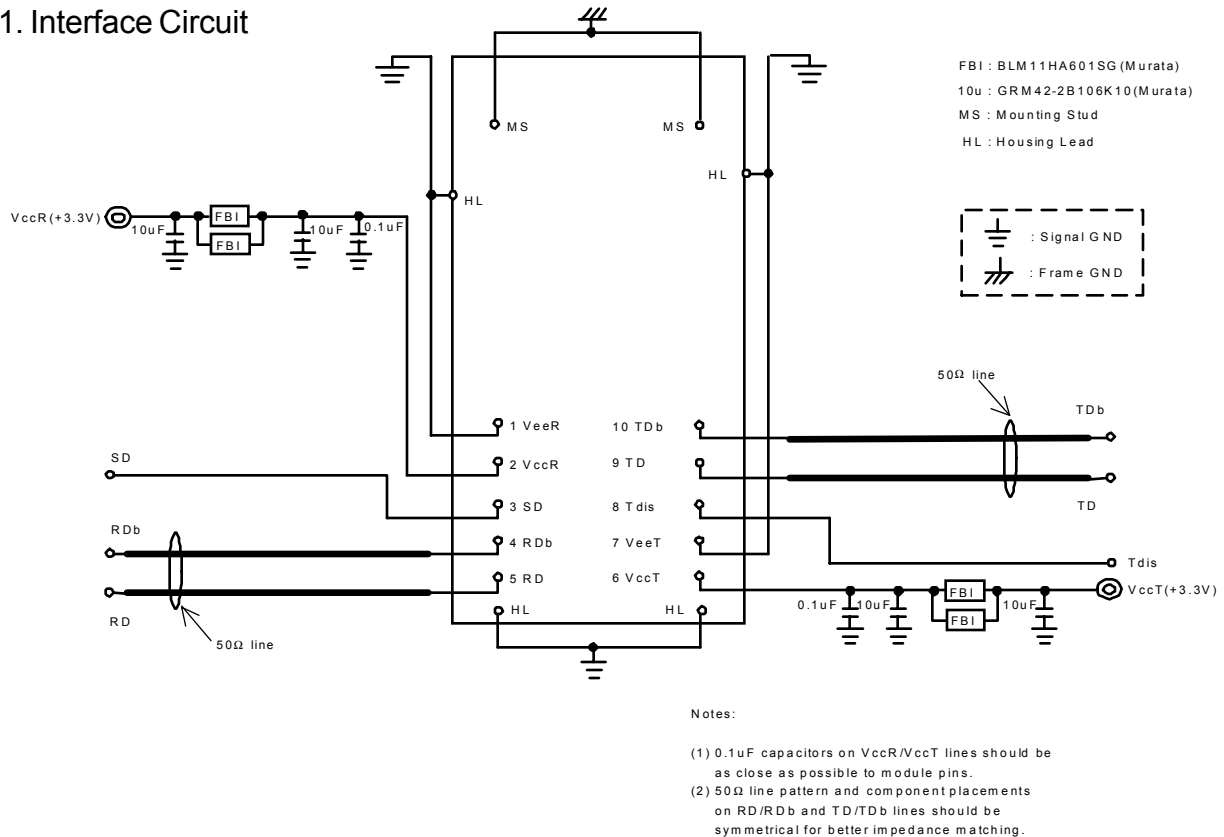 1. Interface Circuit
FBI : BLM11HA601SG(Murata)
10u : GRM42-2B106K10(Murata)
MS : Mounting Stud
HL : Housing Lead
MS
MS
HL
HL
VccR(+3.3V)
10uF
FBI
FBI
10uF
0.1uF
: Signal GND
: Frame GND
50Ω line
TDb
TD
1 VeeR
10 TDb
2 VccR
9 TD
3 SD
8 Tdis
4 RDb
7 VeeT
5 RD
6 VccT
HL
HL
SD
RDb
RD
50Ω line
Tdis
VccT(+3.3V)
0.1uF
10uF
FBI
FBI
10uF
Notes:
(1) 0.1uF capacitors on VccR/VccT lines should be
as close as possible to module pins.
(2) 50Ω line pattern and component placements
on RD/RDb and TD/TDb lines should be
symmetrical for better impedance matching.